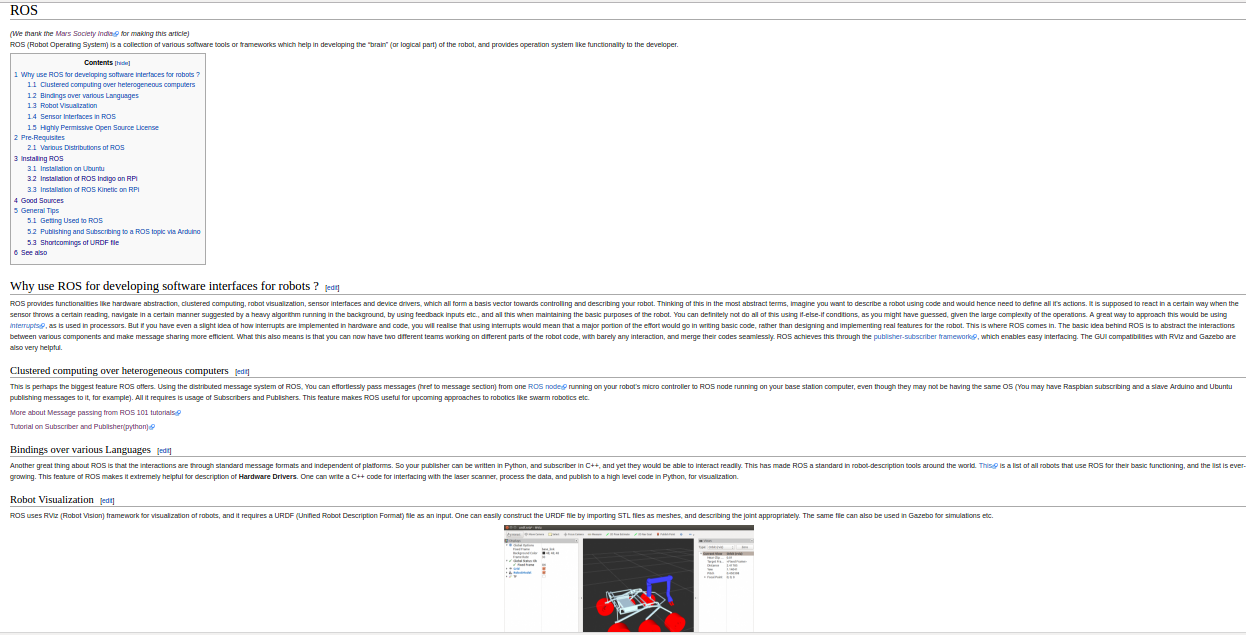 ROS
(We thank the Mars Society India for making this article)
ROS (Robot Operating System) is a collection of various software tools or frameworks which help in developing the “brain” (or logical part) of the robot, and provides operation system like functionality to the developer.
Contents [hide]
1 Why use ROS for developing software interfaces for robots ?
1.1 Clustered computing over heterogeneous computers
1.2 Bindings over various Languages
1.3 Robot Visualization
1.4 Sensor Interfaces in ROS
1.5 Highly Permissive Open Source License
2 Pre-Requisites
2.1 Various Distributions of ROS
3 Installing ROS
3.1 Installation on Ubuntu
3.2 Installation of ROS Indigo on RPi
3.3 Installation of ROS Kinetic on RPi
4 Good Sources
5 General Tips
5.1 Getting Used to ROS
5.2 Publishing and Subscribing to a ROS topic via Arduino
5.3 Shortcomings of URDF file
6 See also
Why use ROS for developing software interfaces for robots ? [edit]
ROS provides functionalities like hardware abstraction, clustered computing, robot visualization, sensor interfaces and device drivers, which all form a basis vector towards controlling and describing your robot. Thinking of this in the most abstract terms, imagine you want to describe a robot using code and would hence need to define all it's actions. It is supposed to react in a certain way when the
sensor throws a certain reading, navigate in a certain manner suggested by a heavy algorithm running in the background, by using feedback inputs etc., and all this when maintaining the basic purposes of the robot. You can definitely not do all of this using if-else-if conditions, as you might have guessed, given the large complexity of the operations. A great way to approach this would be using
interrupts, as is used in processors. But if you have even a slight idea of how interrupts are implemented in hardware and code, you will realise that using interrupts would mean that a major portion of the effort would go in writing basic code, rather than designing and implementing real features for the robot. This is where ROS comes in. The basic idea behind ROS is to abstract the interactions
between various components and make message sharing more efficient. What this also means is that you can now have two different teams working on different parts of the robot code, with barely any interaction, and merge their codes seamlessly. ROS achieves this through the publisher-subscriber framework, which enables easy interfacing. The GUI compatibilities with RViz and Gazebo are
also very helpful.
Clustered computing over heterogeneous computers [edit]
This is perhaps the biggest feature ROS offers. Using the distributed message system of ROS, You can effortlessly pass messages (href to message section) from one ROS node running on your robot's micro controller to ROS node running on your base station computer, even though they may not be having the same OS (You may have Raspbian subscribing and a slave Arduino and Ubuntu
publishing messages to it, for example). All it requires is usage of Subscribers and Publishers. This feature makes ROS useful for upcoming approaches to robotics like swarm robotics etc.
More about Message passing from ROS 101 tutorials
Tutorial on Subscriber and Publisher(python)
Bindings over various Languages [edit]
Another great thing about ROS is that the interactions are through standard message formats and independent of platforms. So your publisher can be written in Python, and subscriber in C++, and yet they would be able to interact readily. This has made ROS a standard in robot-description tools around the world. This is a list of all robots that use ROS for their basic functioning, and the list is ever-
growing. This feature of ROS makes it extremely helpful for description of Hardware Drivers. One can write a C++ code for interfacing with the laser scanner, process the data, and publish to a high level code in Python, for visualization.
Robot Visualization [edit]
ROS uses RViz (Robot Vision) framework for visualization of robots, and it requires a URDF (Unified Robot Description Format) file as an input. One can easily construct the URDF file by importing STL files as meshes, and describing the joint appropriately. The same file can also be used in Gazebo for simulations etc.